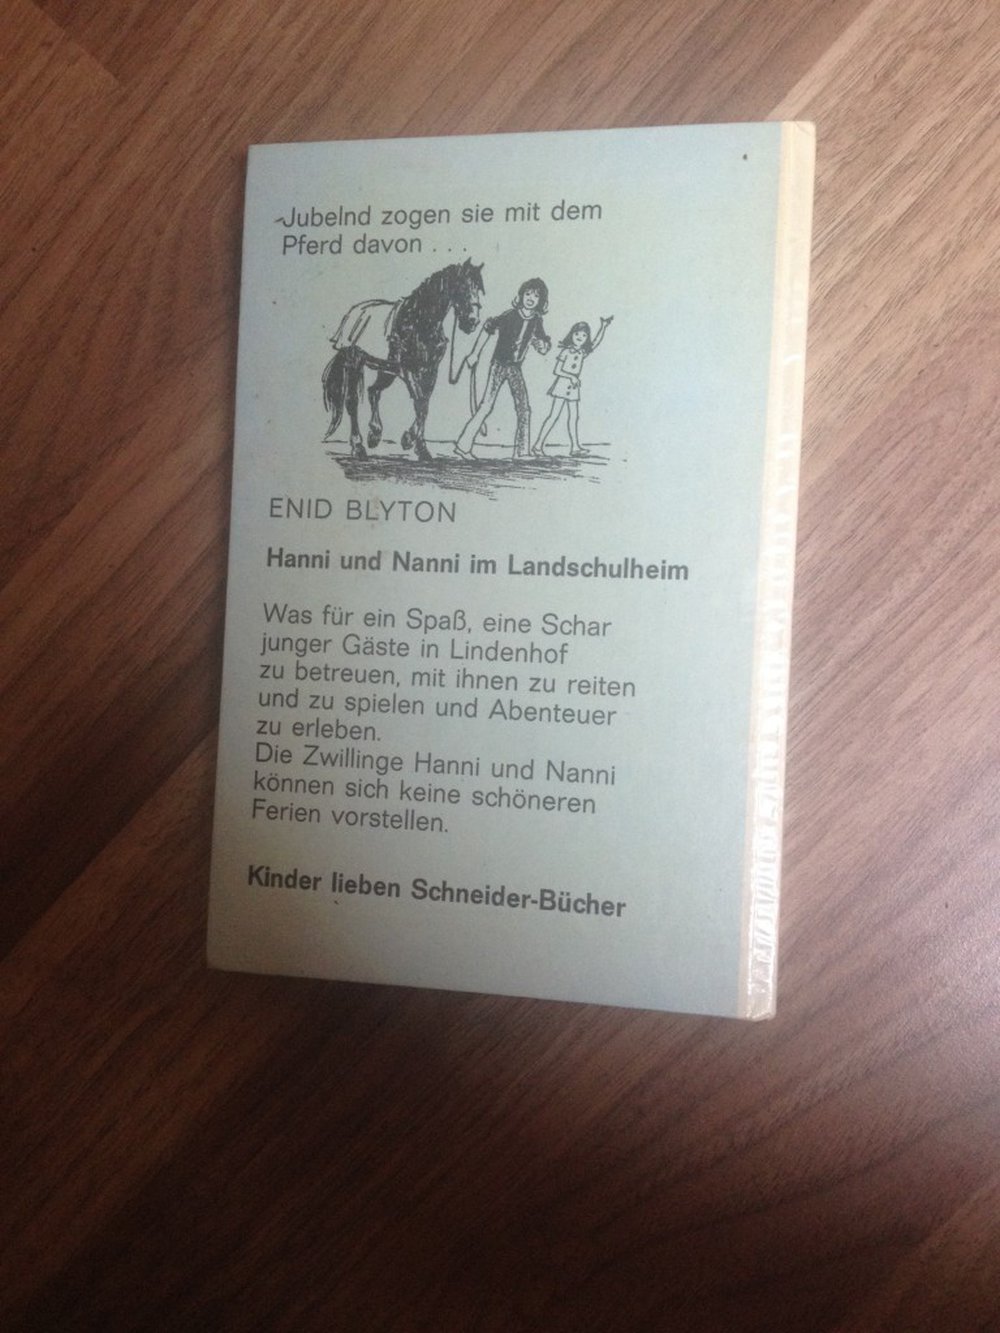 Jubelnd zogen sie mit dem
Pferd davon . . .
ENID BLYTON
Hanni und Nanni im Landschulheim
Was für ein Spaß, eine Schar
junger Gäste in Lindenhof
zu betreuen, mit ihnen zu reiten
und zu spielen und Abenteuer
zu erleben.
Die Zwillinge Hanni und Nanni
können sich keine schöneren
Ferien vorstellen.
Kinder lieben Schneider-Bücher